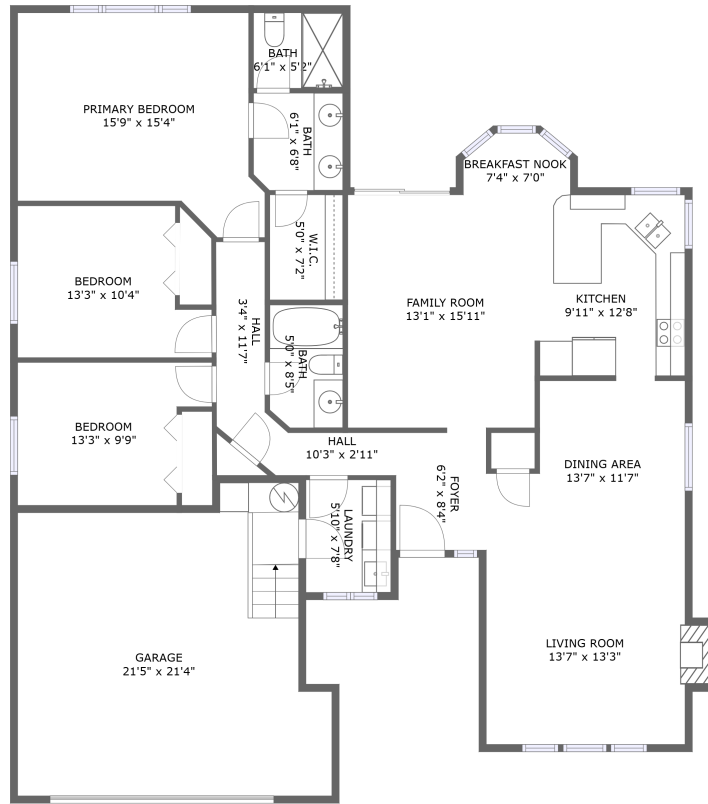 BATH
6'1" x 5'2"
PRIMARY BEDROOM
15'9" x 15'4"
BATH
6'1" x 6'8"
BREAKFAST NOOK
7'4" x 7'0"
W.I.C.
5'0" x 7'2"
BEDROOM
13'3" x 10'4"
HALL
3'4" x 11'7"
FAMILY ROOM
13'1" x 15'11"
KITCHEN
9'11" x 12'8"
BATH
5'0" x 8'5"
BEDROOM
13'3" x 9'9"
HALL
10'3" x 2'11"
FOYER
6'2" x 8'4"
DINING AREA
13'7" x 11'7"
LAUNDRY
5'10" x 7'8"
GARAGE
21'5" x 21'4"
LIVING ROOM
13'7" x 13'3"